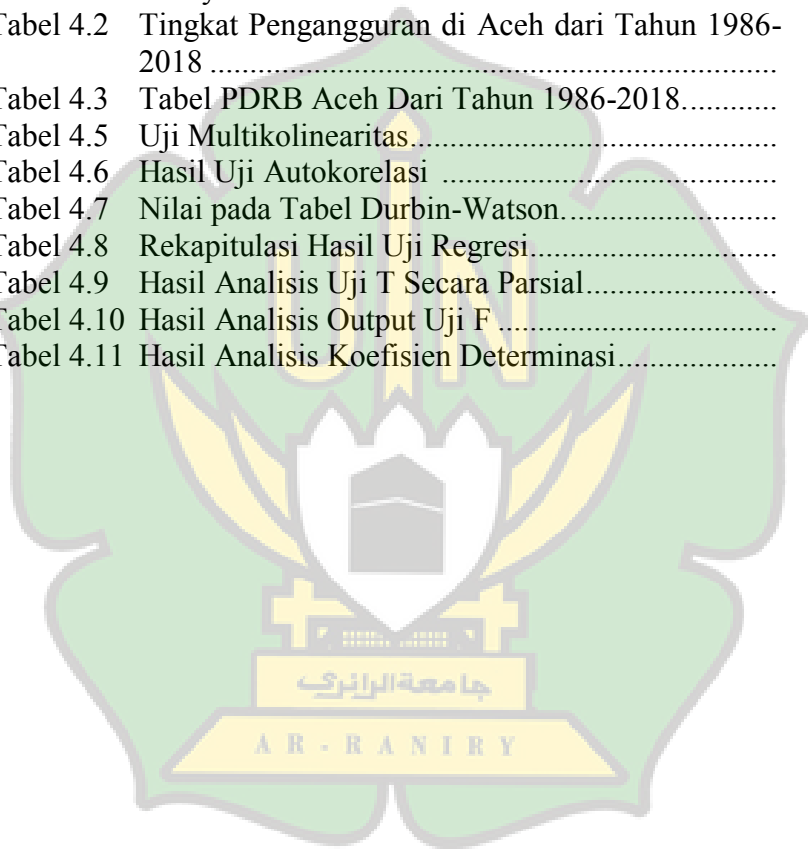 Tabel 4.2 Tingkat Pengangguran di Aceh dari Tahun 1986-
2018 ......................................................................
Tabel 4.3 Tabel PDRB Aceh Dari Tahun 1986-2018............
Tabel 4.5 Uji Multikolinearitas.............................................
Tabel 4.6 Hasil Uji Autokorelasi .........................................
Tabel 4.7 Nilai pada Tabel Durbin-Watson..........................
Tabel 4.8 Rekapitulasi Hasil Uji Regresi..............................
Tabel 4.9 Hasil Analisis Uji T Secara Parsial.......................
Tabel 4.10 Hasil Analisis Output Uji F ..................................
Tabel 4.11 Hasil Analisis Koefisien Determinasi...................
UIN
جامعة الرانري
AR-RANIRY